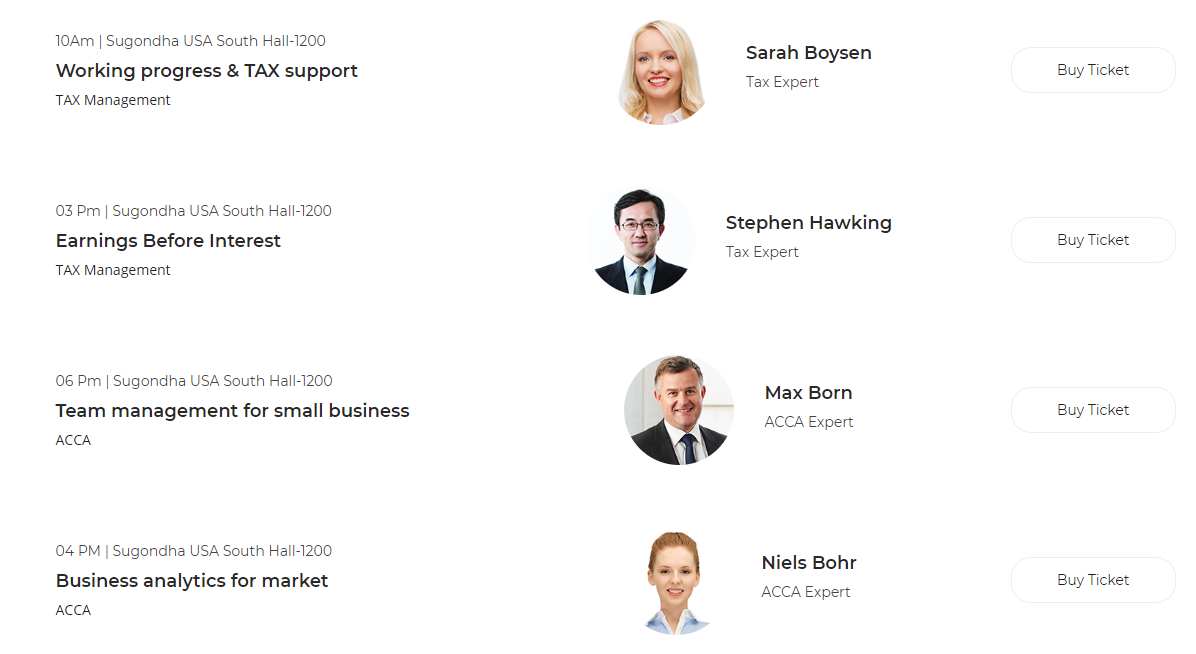 10Am | Sugondha USA South Hall-1200
Working progress & TAX support
TAX Management
Sarah Boysen
Tax Expert
Buy Ticket
03 Pm | Sugondha USA South Hall-1200
Earnings Before Interest
TAX Management
Stephen Hawking
Tax Expert
Buy Ticket
06 Pm | Sugondha USA South Hall-1200
Team management for small business
ACCA
Max Born
ACCA Expert
Buy Ticket
04 PM | Sugondha USA South Hall-1200
Business analytics for market
ACCA
Niels Bohr
ACCA Expert
Buy Ticket